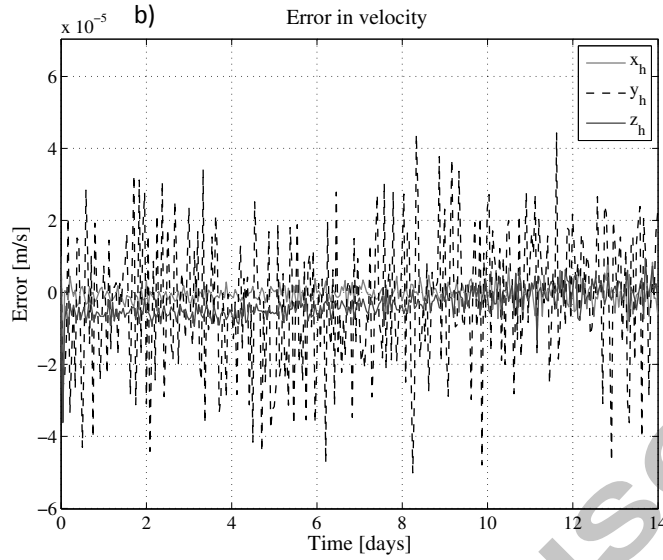 b)
Error in velocity
x 10⁻⁵
6
4
2
0
−2
−4
−6
Error [m/s]
x_h
y_h
z_h
0 2 4 6 8 10 12 14
Time [days]